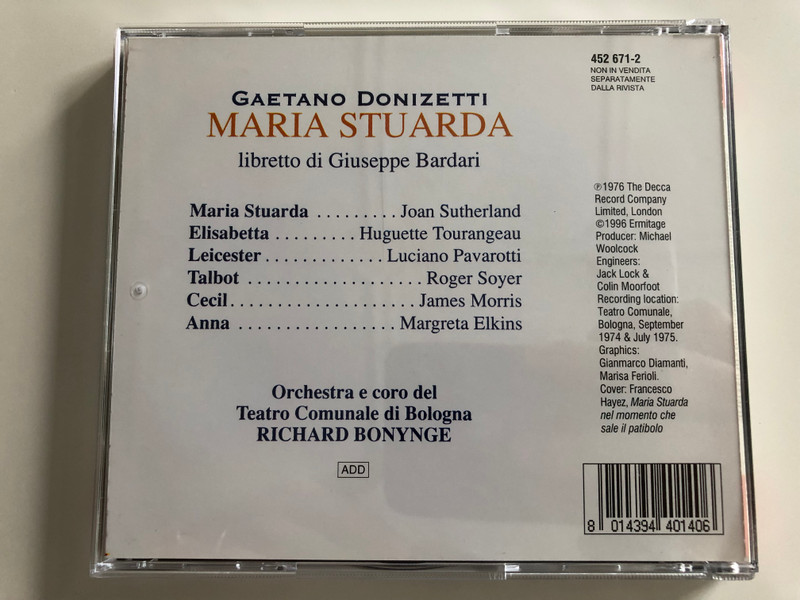 452 671-2
NON IN VENDITA
SEPARATAMENTE
DALLA RIVISTA
GAETANO DONIZETTI
MARIA STUARDA
libretto di Giuseppe Bardari
Maria Stuarda ......... Joan Sutherland
Elisabetta ......... Huguette Tourangeau
Leicester ............. Luciano Pavarotti
Talbot ................... Roger Soyer
Cecil .................... James Morris
Anna ................. Margreta Elkins
Orchestra e coro del
Teatro Comunale di Bologna
RICHARD BONYNGE
ADD
℗1976 The Decca
Record Company
Limited, London
©1996 Ermitage
Producer: Michael
Woolcock
Engineers:
Jack Lock &
Colin Moorfoot
Recording location:
Teatro Comunale,
Bologna, September
1974 & July 1975.
Graphics:
Gianmarco Diamanti,
Marisa Ferioli.
Cover: Francesco
Hayez, Maria Stuarda
nel momento che
sale il patibolo
8 014394 401406